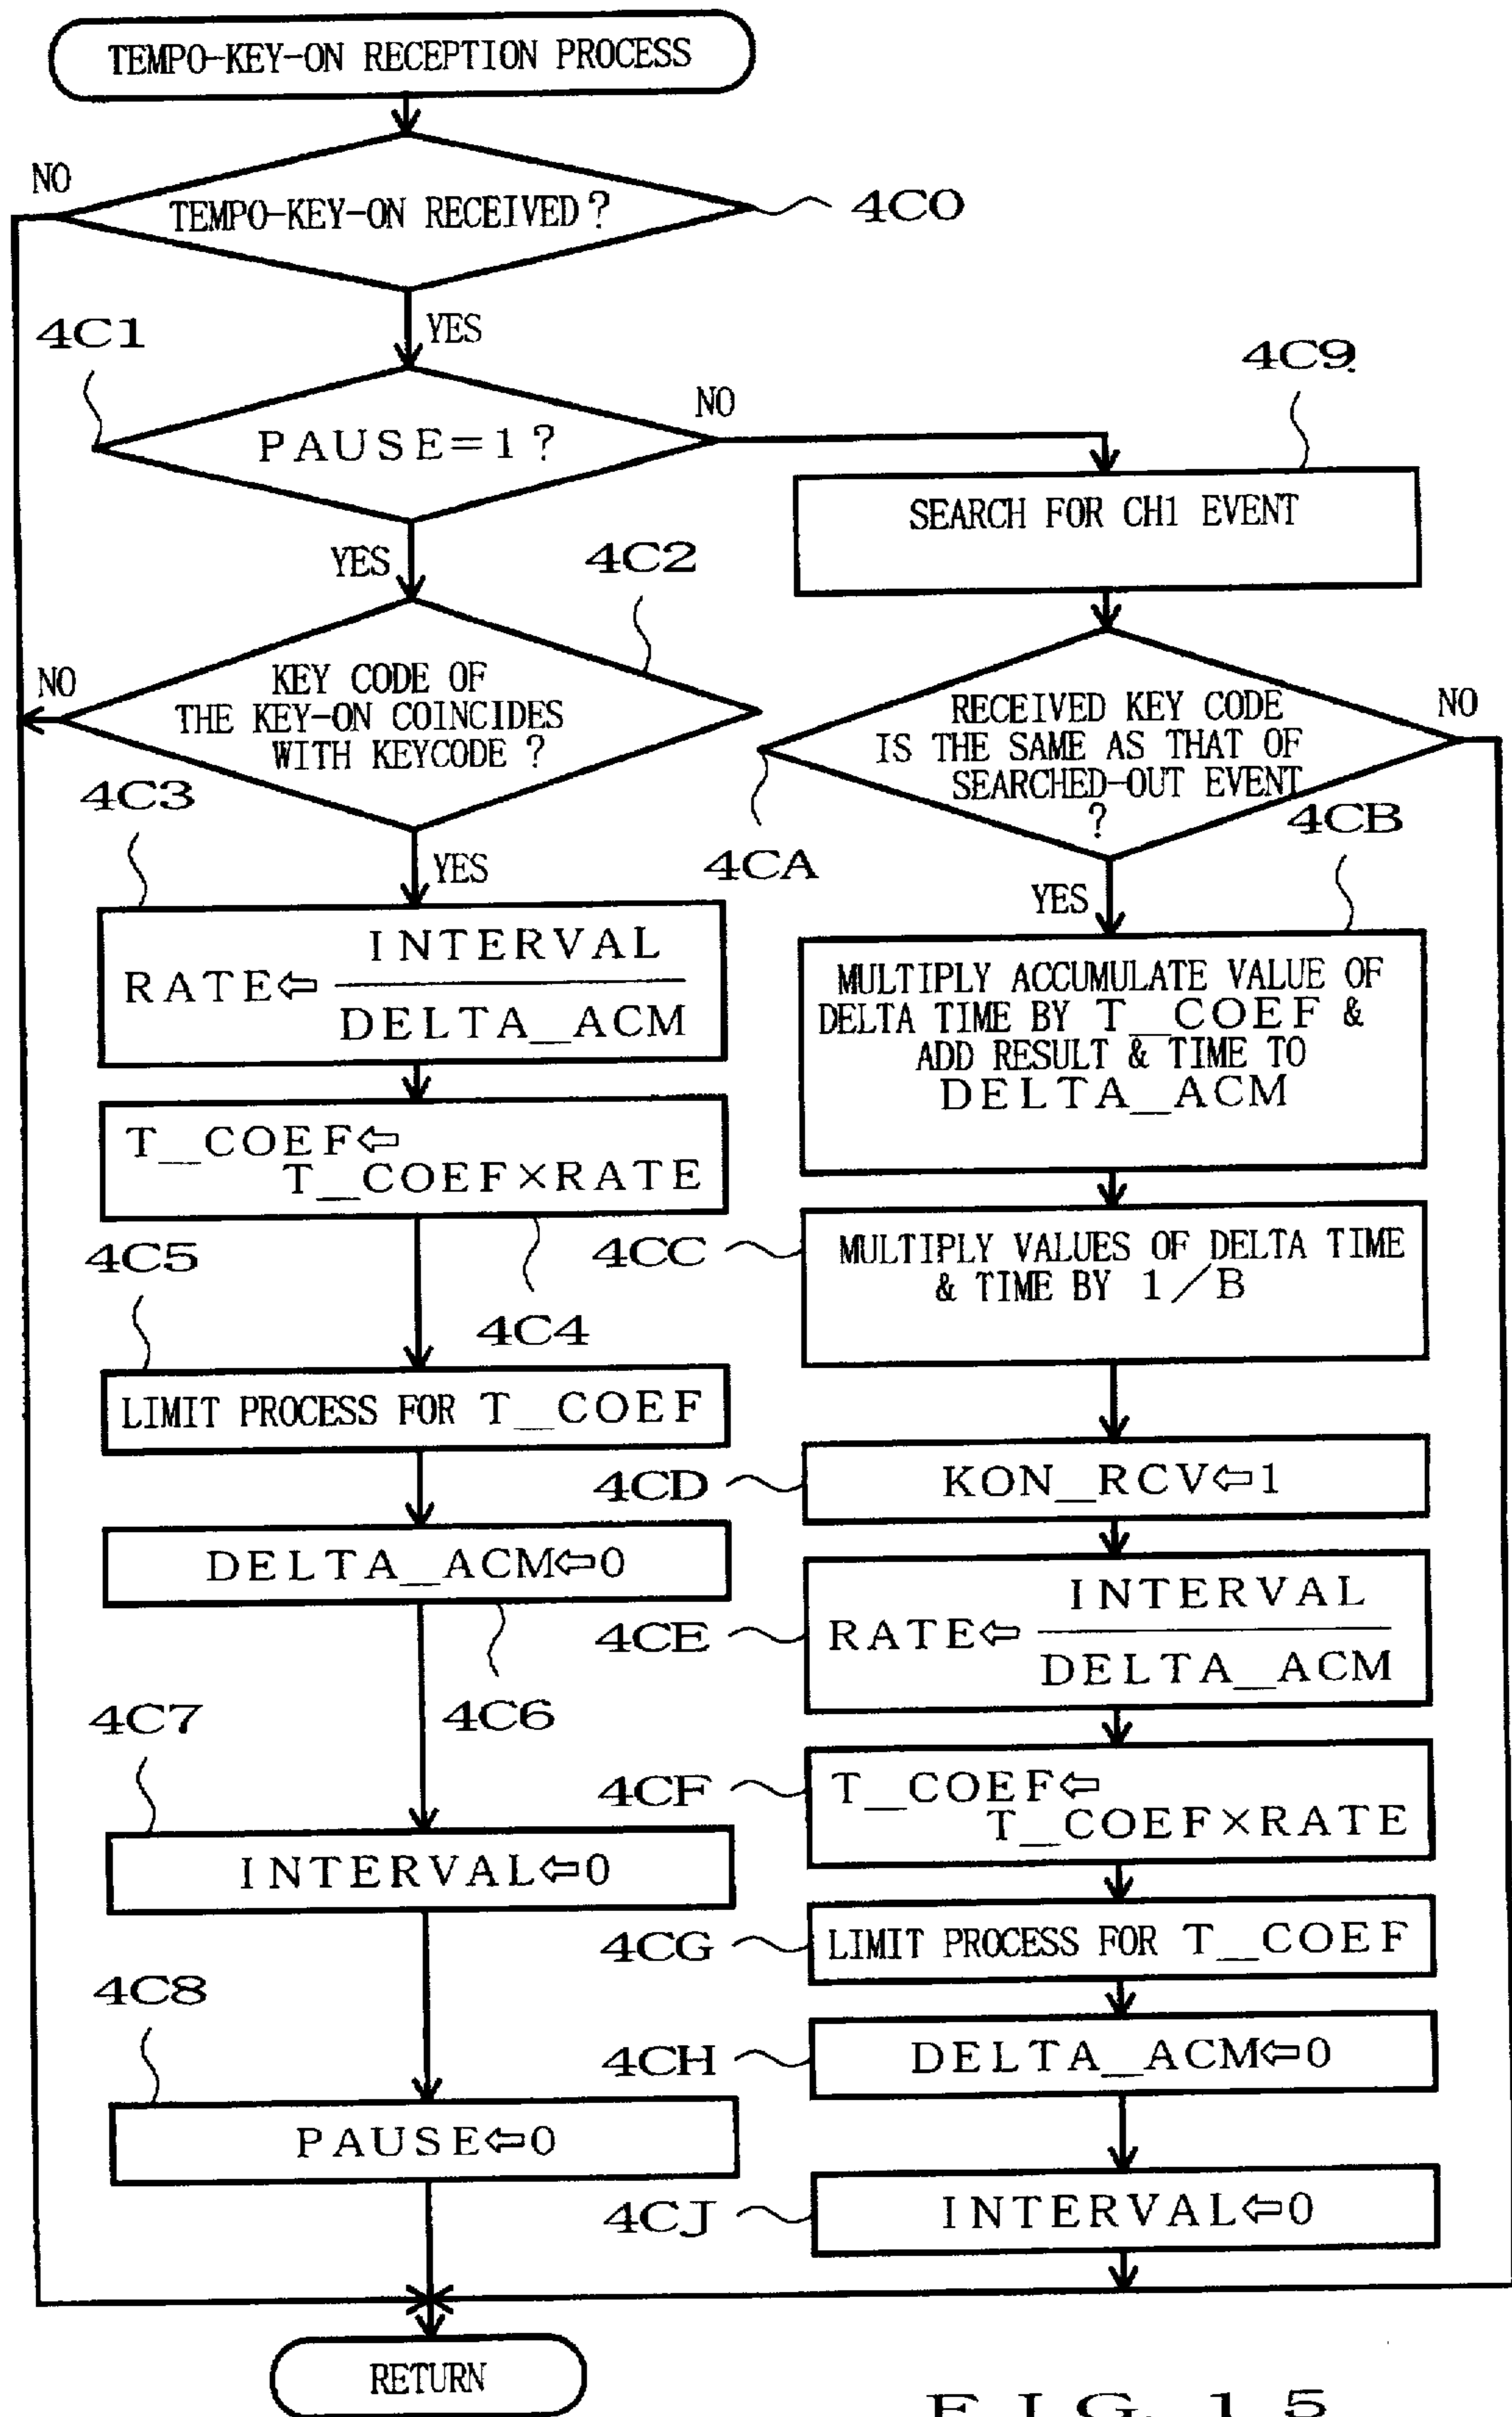 TEMPO-KEY-ON RECEPTION PROCESS
NO
TEMPO-KEY-ON RECEIVED?
4C0
YES
4C1
PAUSE=1?
NO
4C9
SEARCH FOR CH1 EVENT
YES
4C2
NO
KEY CODE OF
THE KEY-ON COINCIDES
WITH KEYCODE ?
RECEIVED KEY CODE
IS THE SAME AS THAT OF
SEARCHED-OUT EVENT
?
NO
4CA
4CB
4C3
YES
YES
RATE⇦ INTERVAL
DELTA_ACM
MULTIPLY ACCUMULATE VALUE OF
DELTA TIME BY T_COEF &
ADD RESULT & TIME TO
DELTA_ACM
T_COEF⇦
T_COEF×RATE
4C4
4CC
MULTIPLY VALUES OF DELTA TIME
& TIME BY 1/B
4C5
LIMIT PROCESS FOR T_COEF
4CD
KON_RCV⇦1
DELTA_ACM⇦0
4C6
4CE
RATE⇦ INTERVAL
DELTA_ACM
4C7
INTERVAL⇦0
4CF
T_COEF⇦
T_COEF×RATE
4CG
LIMIT PROCESS FOR T_COEF
4C8
PAUSE⇦0
4CH
DELTA_ACM⇦0
4CJ
INTERVAL⇦0
RETURN
FIG. 15